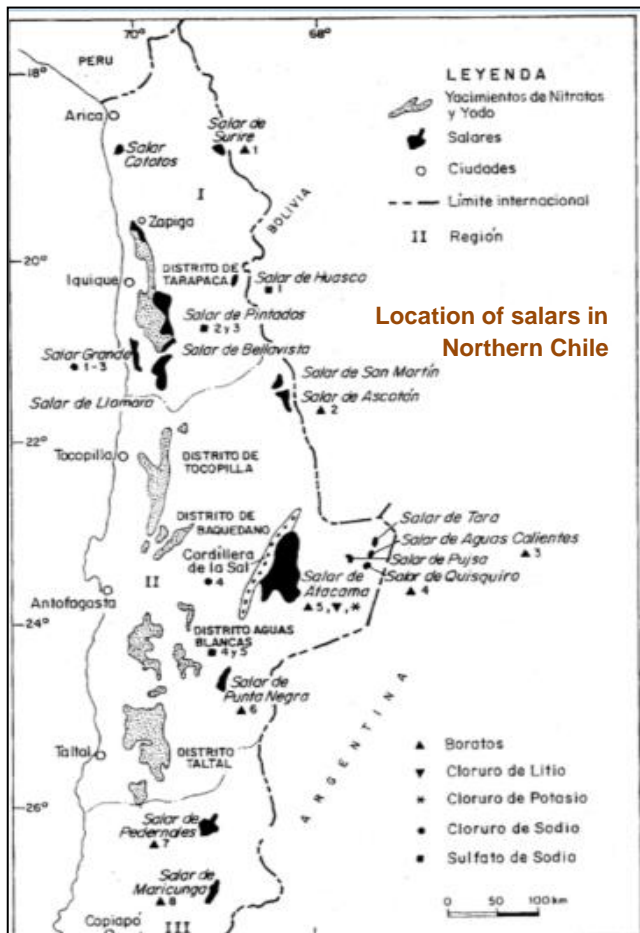 70°
68°
PERU
18°
LEYENDA
Yacimientos de Nitratos
y Yodo
Salares
Ciudades
Límite internacional
II Región
Arica
Salar de
Surire
1
Salar
I
BOLIVIA
Zapiga
20°
DISTRITO DE
TARAPACA
Iquique
Salar de Huasco
1
Salar de Pintados
2 y 3
Location of salars in
Northern Chile
Salar Grande
1-3
Salar de Bellavista
Salar de San Martín
Salar de Ascotán
2
Salar de Llamara
22°
Tocopilla
DISTRITO DE
TOCOPILLA
DISTRITO DE
BAQUEDANO
Salar de Tara
Salar de Aguas Calientes
3
Cordillera
de la Sal
4
Salar de Pujsa
Salar de Quisquiro
4
II
Salar de
Atacama
5, ,
Antofagasta
24°
DISTRITO AGUAS
BLANCAS
4 y 5
Salar de
Punta Negra
6
ARGENTINA
Taltal
DISTRITO
TALTAL
Boratos
Cloruro de Litio
Cloruro de Potasio
Cloruro de Sodio
Sulfato de Sodio
26°
Salar de
Pedernales
7
Salar de
Maricunga
8
0 50 100 km
Copiapó
III